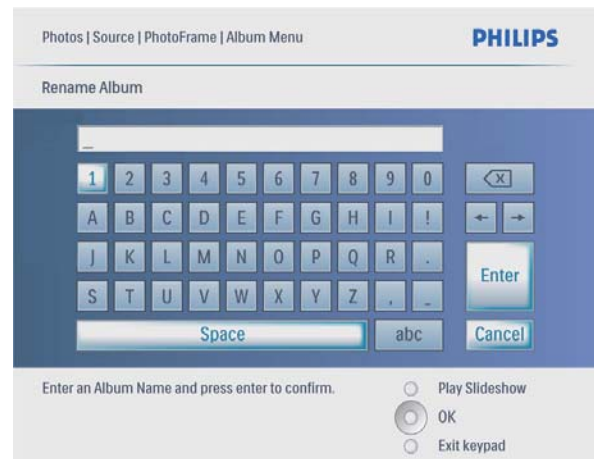 Photos | Source | PhotoFrame | Album Menu PHILIPS
Rename Album
_
1 2 3 4 5 6 7 8 9 0
A B C D E F G H I !
J K L M N O P Q R .
Enter
S T U V W X Y Z , _
Space abc Cancel
Enter an Album Name and press enter to confirm. Play Slideshow
OK
Exit keypad